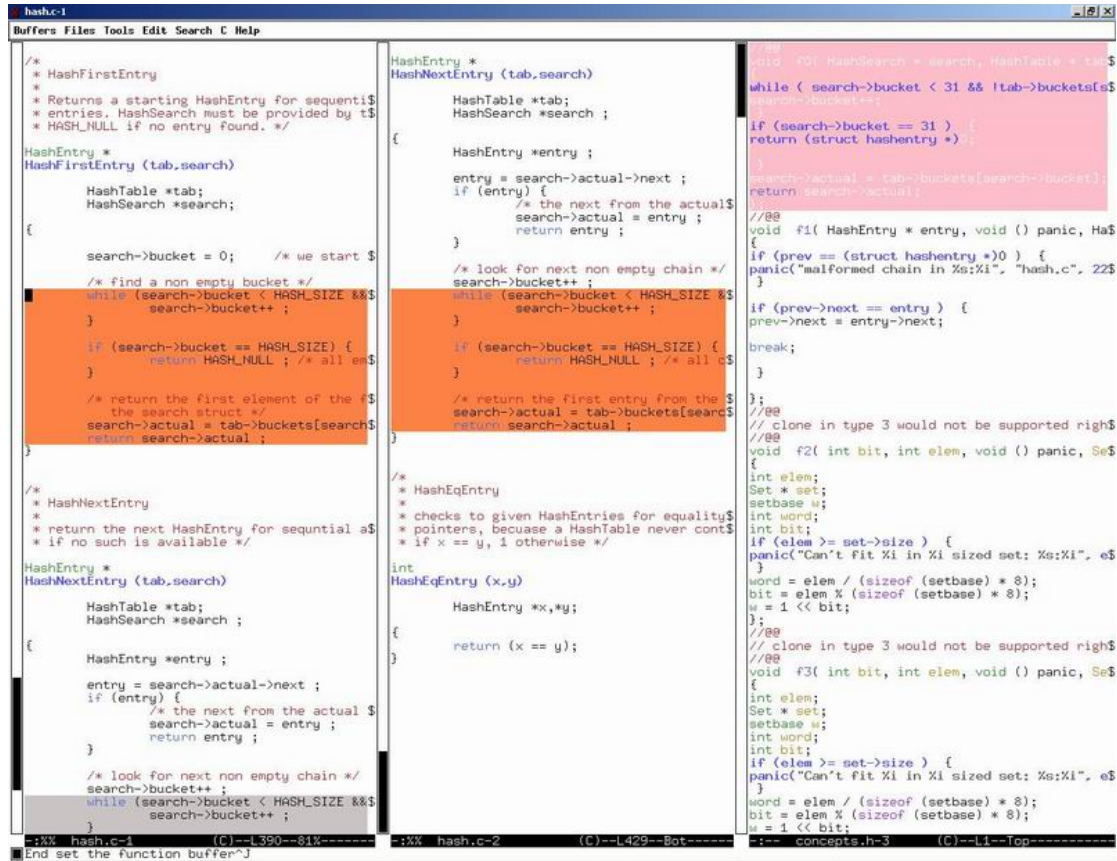 hash.c-1
Buffers Files Tools Edit Search C Help
/*
 * HashFirstEntry
 *
 * Returns a starting HashEntry for sequenti$
 * entries. HashSearch must be provided by t$
 * HASH_NULL if no entry found. */
HashEntry *
HashFirstEntry (tab,search)
HashTable *tab;
HashSearch *search;
{
search->bucket = 0;     /* we start $
/* find a non empty bucket */
while (search->bucket < HASH_SIZE &&$
search->bucket++ ;
}
if (search->bucket == HASH_SIZE) {
return HASH_NULL ; /* all em$
}
/* return the first element of the f$
the search struct */
search->actual = tab->buckets[search$
return search->actual ;
}
/*
 * HashNextEntry
 *
 * return the next HashEntry for sequntial a$
 * if no such is available */
HashEntry *
HashNextEntry (tab,search)
HashTable *tab;
HashSearch *search ;
{
HashEntry *entry ;
entry = search->actual->next ;
if (entry) {
/* the next from the actual $
search->actual = entry ;
return entry ;
}
/* look for next non empty chain */
search->bucket++ ;
while (search->bucket < HASH_SIZE &&$
search->bucket++ ;
}
-:%% hash.c-1 (C)--L390--81%--------
HashEntry *
HashNextEntry (tab,search)
HashTable *tab;
HashSearch *search ;
{
HashEntry *entry ;
entry = search->actual->next ;
if (entry) {
/* the next from the actual$
search->actual = entry ;
return entry ;
}
/* look for next non empty chain */
search->bucket++ ;
while (search->bucket < HASH_SIZE &$
search->bucket++ ;
}
if (search->bucket == HASH_SIZE) {
return HASH_NULL ; /* all c$
}
/* return the first entry from the $
search->actual = tab->buckets[searc$
return search->actual ;
}
/*
 * HashEqEntry
 *
 * checks to given HashEntries for equality$
 * pointers, becuase a HashTable never cont$
 * if x == y, 1 otherwise */
int
HashEqEntry (x,y)
HashEntry *x,*y;
{
return (x == y);
}
-:%% hash.c-2 (C)--L429--Bot-------
//@@
void  f0( HashSearch * search, HashTable * tab$
{
while ( search->bucket < 31 && !tab->buckets[s$
search->bucket++;
}
if (search->bucket == 31 )  {
return (struct hashentry *)0;
}
search->actual = tab->buckets[search->bucket];
return search->actual;
};
//@@
void  f1( HashEntry * entry, void () panic, Ha$
{
if (prev == (struct hashentry *)0 )  {
panic("malformed chain in %s:%i", "hash.c", 22$
}
if (prev->next == entry )  {
prev->next = entry->next;
break;
}
};
//@@
// clone in type 3 would not be supported righ$
//@@
void  f2( int bit, int elem, void () panic, Se$
{
int elem;
Set * set;
setbase w;
int word;
int bit;
if (elem >= set->size )  {
panic("Can't fit %i in %i sized set: %s:%i", e$
}
word = elem / (sizeof (setbase) * 8);
bit = elem % (sizeof (setbase) * 8);
w = 1 << bit;
};
//@@
// clone in type 3 would not be supported righ$
//@@
void  f3( int bit, int elem, void () panic, Se$
{
int elem;
Set * set;
setbase w;
int word;
int bit;
if (elem >= set->size )  {
panic("Can't fit %i in %i sized set: %s:%i", e$
}
word = elem / (sizeof (setbase) * 8);
bit = elem % (sizeof (setbase) * 8);
w = 1 << bit;
-:-- concepts.h-3 (C)--L1--Top---------
End set the function buffer^J